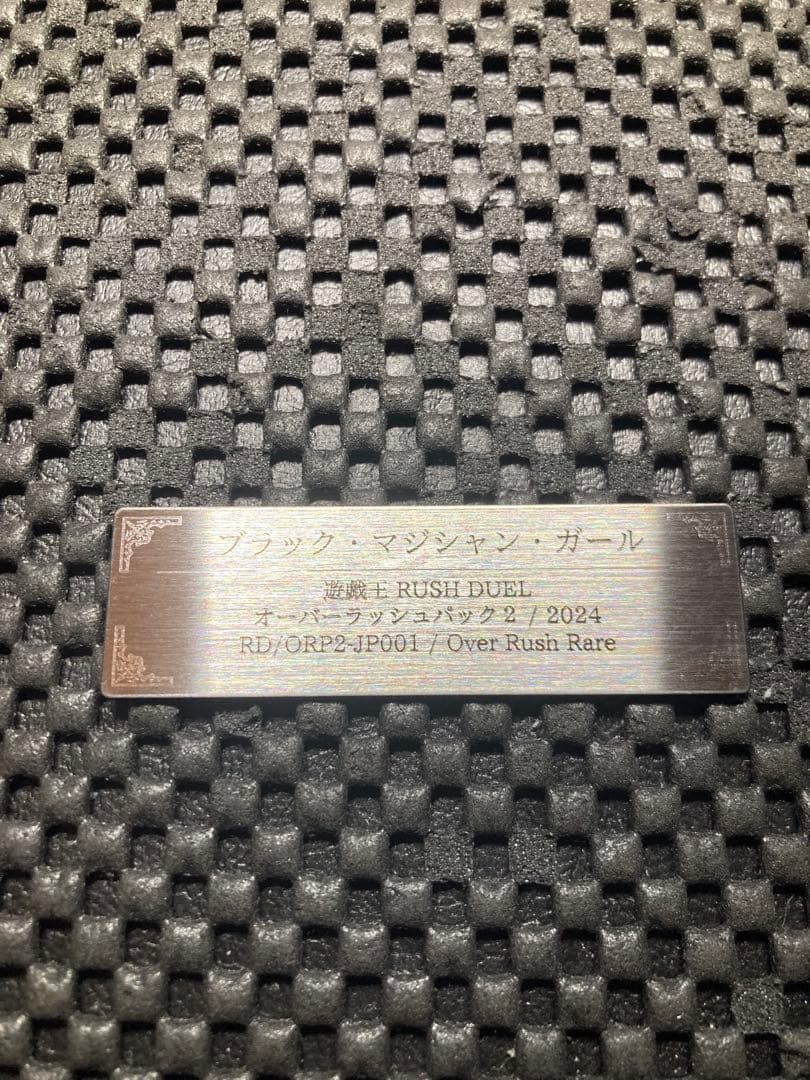 ブラック・マジシャン・ガール
遊戯王 RUSH DUEL
オーバーラッシュパック2 / 2024
RD/ORP2-JP001 / Over Rush Rare